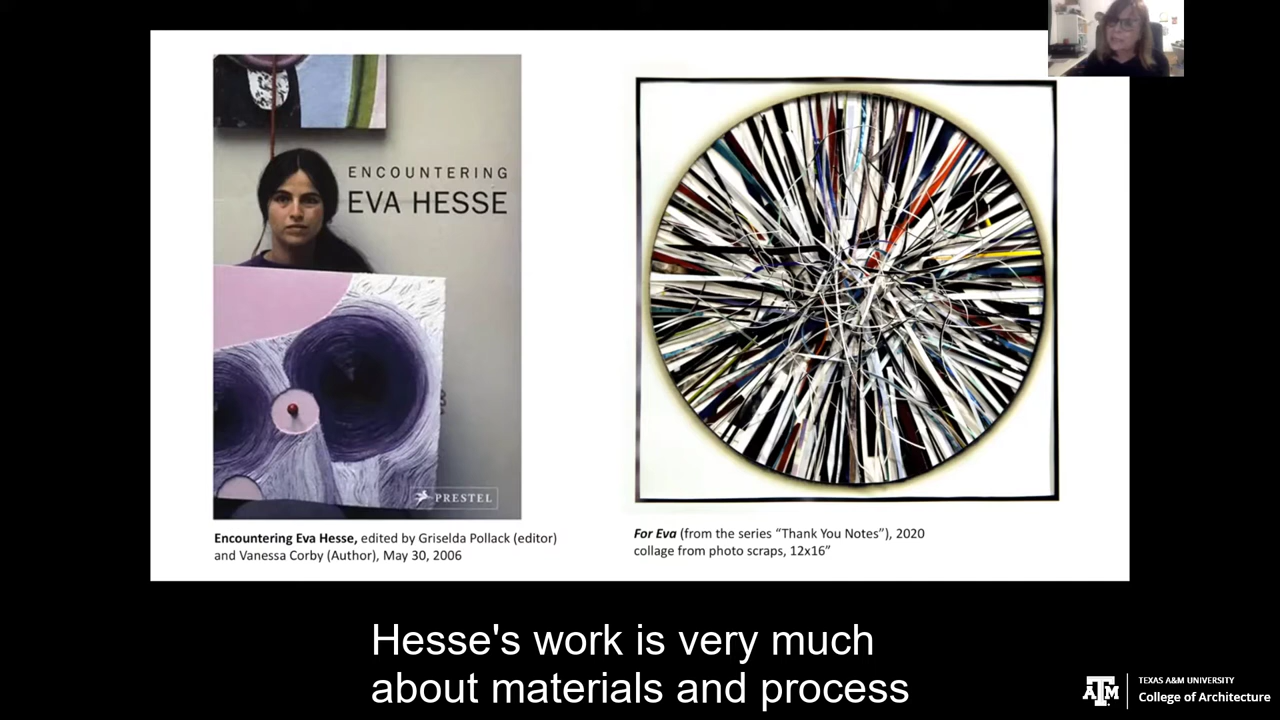 ENCOUNTERING
EVA HESSE
PRESTEL
Encountering Eva Hesse, edited by Griselda Pollack (editor)
and Vanessa Corby (Author), May 30, 2006
For Eva (from the series “Thank You Notes”), 2020
collage from photo scraps, 12x16”
Hesse's work is very much
about materials and process
ATM
TEXAS A&M UNIVERSITY
College of Architecture